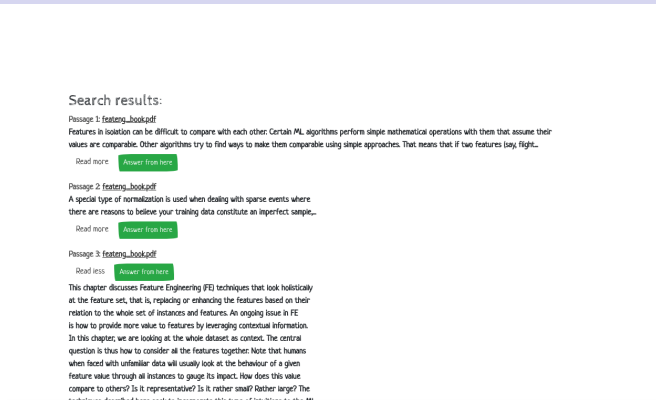 Search results:
Passage 1: feateng_book.pdf
Features in isolation can be difficult to compare with each other. Certain ML algorithms perform simple mathematical operations with them that assume their
values are comparable. Other algorithms try to find ways to make them comparable using simple approaches. That means that if two features (say, flight...
Read more Answer from here
Passage 2: feateng_book.pdf
A special type of normalization is used when dealing with sparse events where
there are reasons to believe your training data constitute an imperfect sample,...
Read more Answer from here
Passage 3: feateng_book.pdf
Read less Answer from here
This chapter discusses Feature Engineering (FE) techniques that look holistically
at the feature set, that is, replacing or enhancing the features based on their
relation to the whole set of instances and features. An ongoing issue in FE
is how to provide more value to features by leveraging contextual information.
In this chapter, we are looking at the whole dataset as context. The central
question is thus how to consider all the features together. Note that humans
when faced with unfamiliar data will usually look at the behaviour of a given
feature value through all instances to gauge its impact. How does this value
compare to others? Is it representative? Is it rather small? Rather large? The